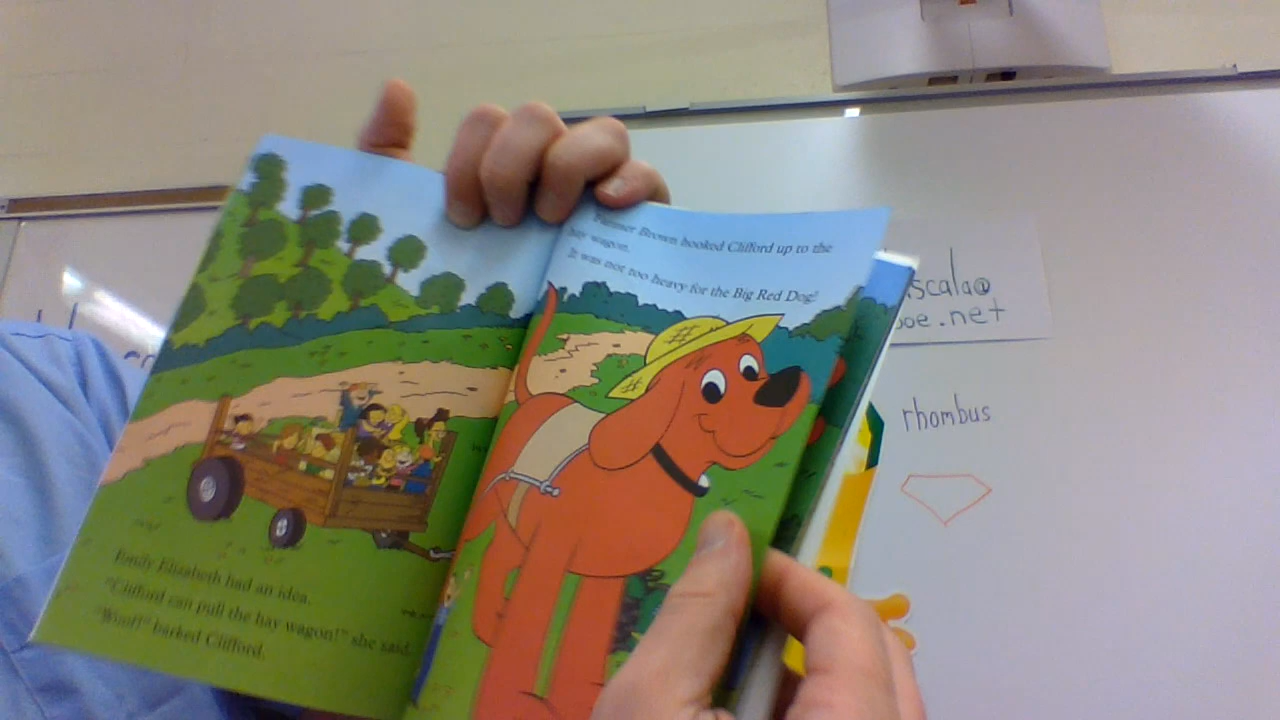 Emily Elizabeth had an idea.
"Clifford can pull the hay wagon!" she said.
"Woof!" barked Clifford.
Farmer Brown hooked Clifford up to the
hay wagon.
It was not too heavy for the Big Red Dog!
.scala@
boe.net
rhombus